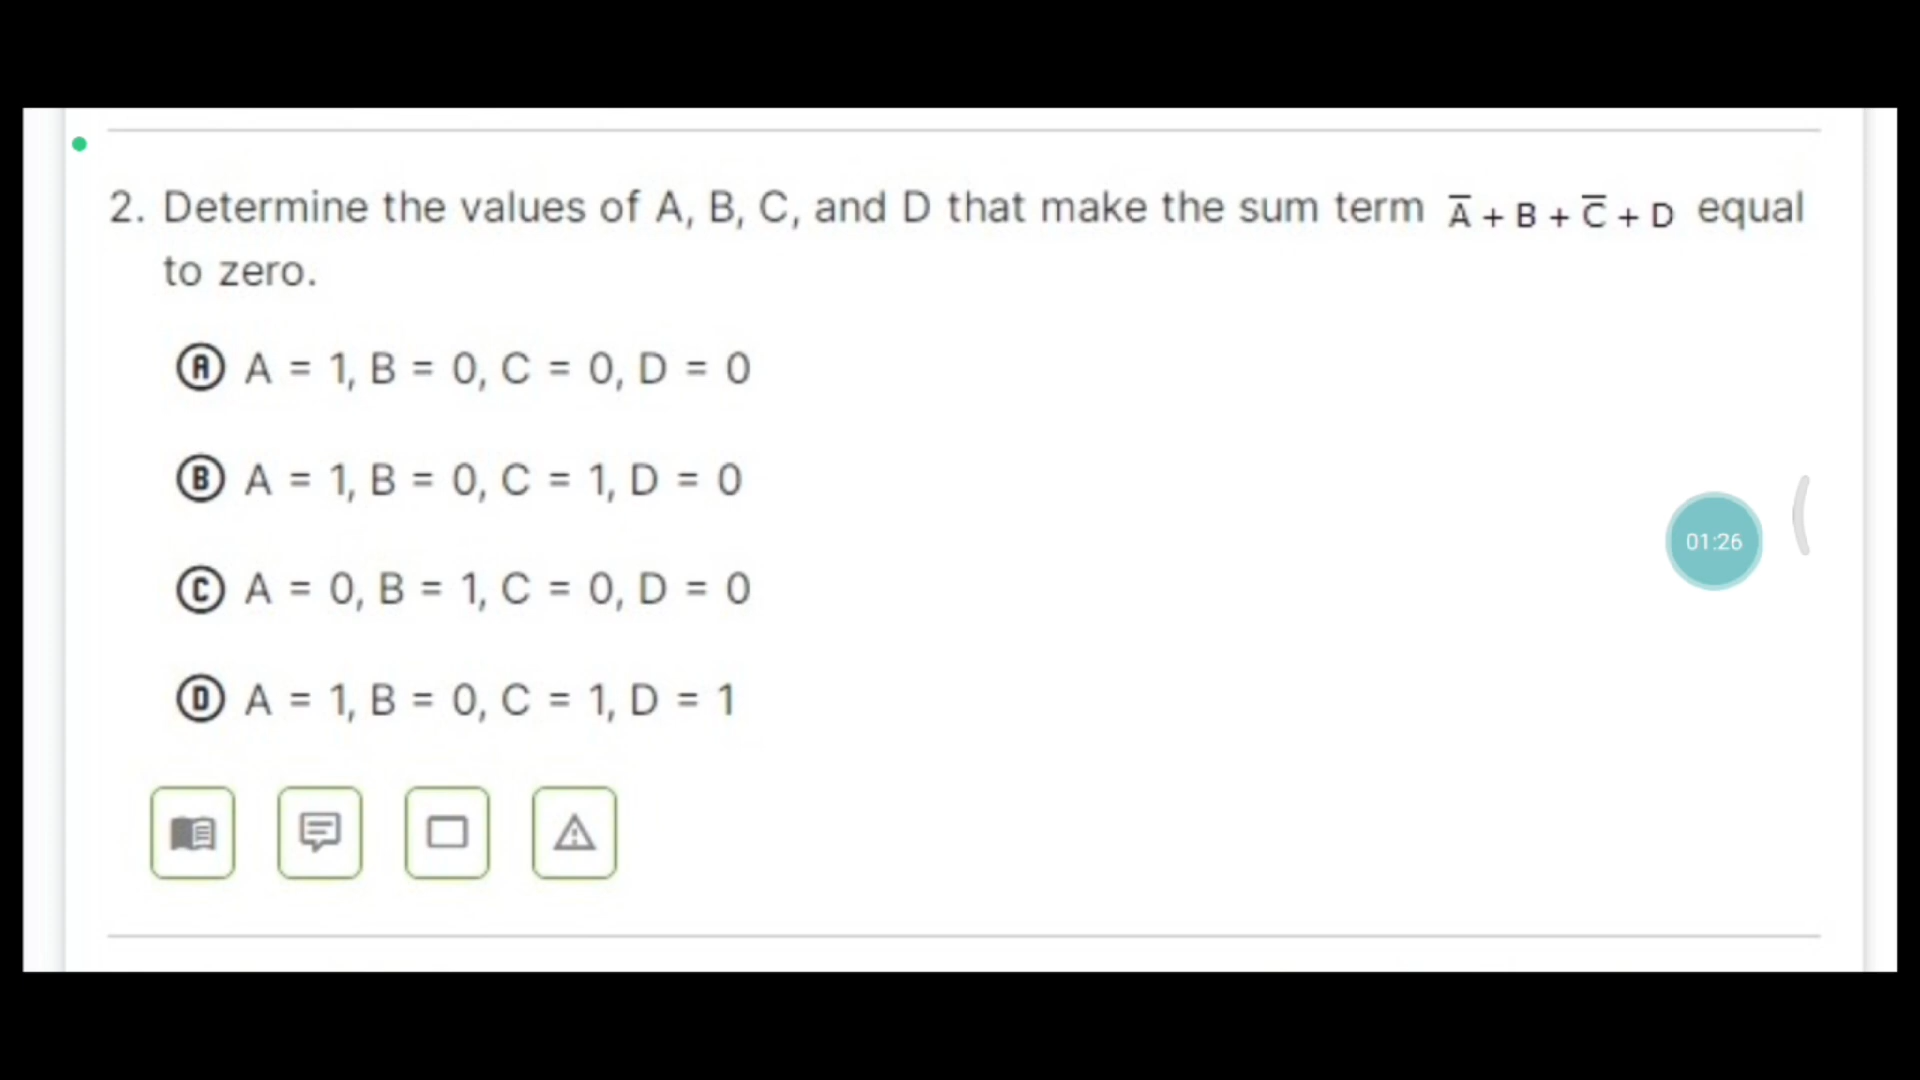 2. Determine the values of A, B, C, and D that make the sum term A̅ + B + C̅ + D equal
to zero.
Ⓐ A = 1, B = 0, C = 0, D = 0
Ⓑ A = 1, B = 0, C = 1, D = 0
Ⓒ A = 0, B = 1, C = 0, D = 0
Ⓓ A = 1, B = 0, C = 1, D = 1
01:26